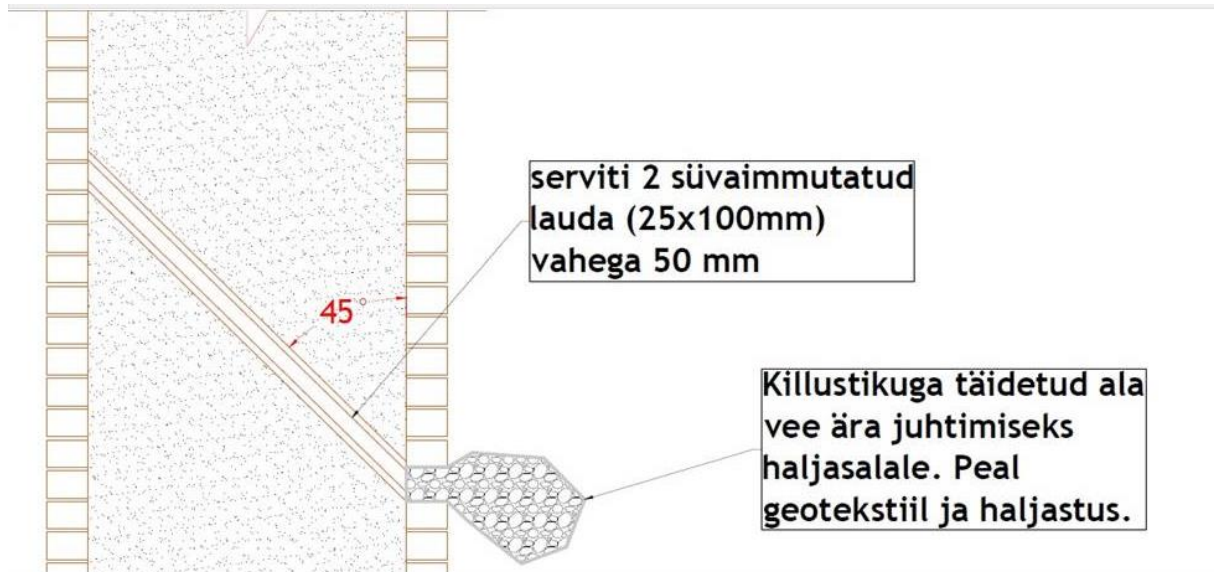 serviti 2 süvaimmutatud
lauda (25x100mm)
vahega 50 mm
45°
Killustikuga täidetud ala
vee ära juhtimiseks
haljasalale. Peal
geotekstiil ja haljastus.